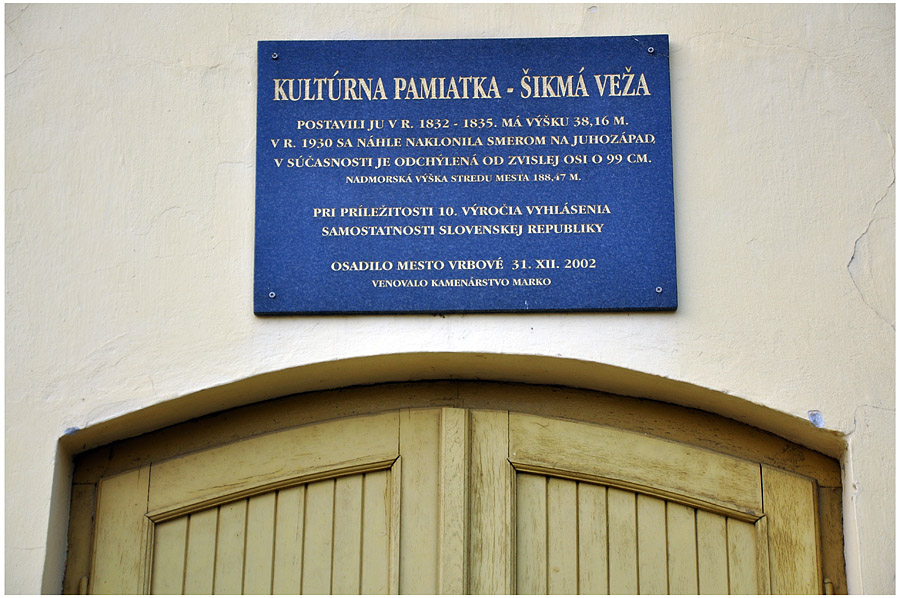 KULTÚRNA PAMIATKA - ŠIKMÁ VEŽA
POSTAVILI JU V R. 1832 - 1835. MÁ VÝŠKU 38,16 M.
V R. 1930 SA NÁHLE NAKLONILA SMEROM NA JUHOZÁPAD,
V SÚČASNOSTI JE ODCHÝLENÁ OD ZVISLEJ OSI O 99 CM.
NADMORSKÁ VÝŠKA STREDU MESTA 188,47 M.
PRI PRÍLEŽITOSTI 10. VÝROČIA VYHLÁSENIA
SAMOSTATNOSTI SLOVENSKEJ REPUBLIKY
OSADILO MESTO VRBOVÉ 31. XII. 2002
VENOVALO KAMENÁRSTVO MARKO